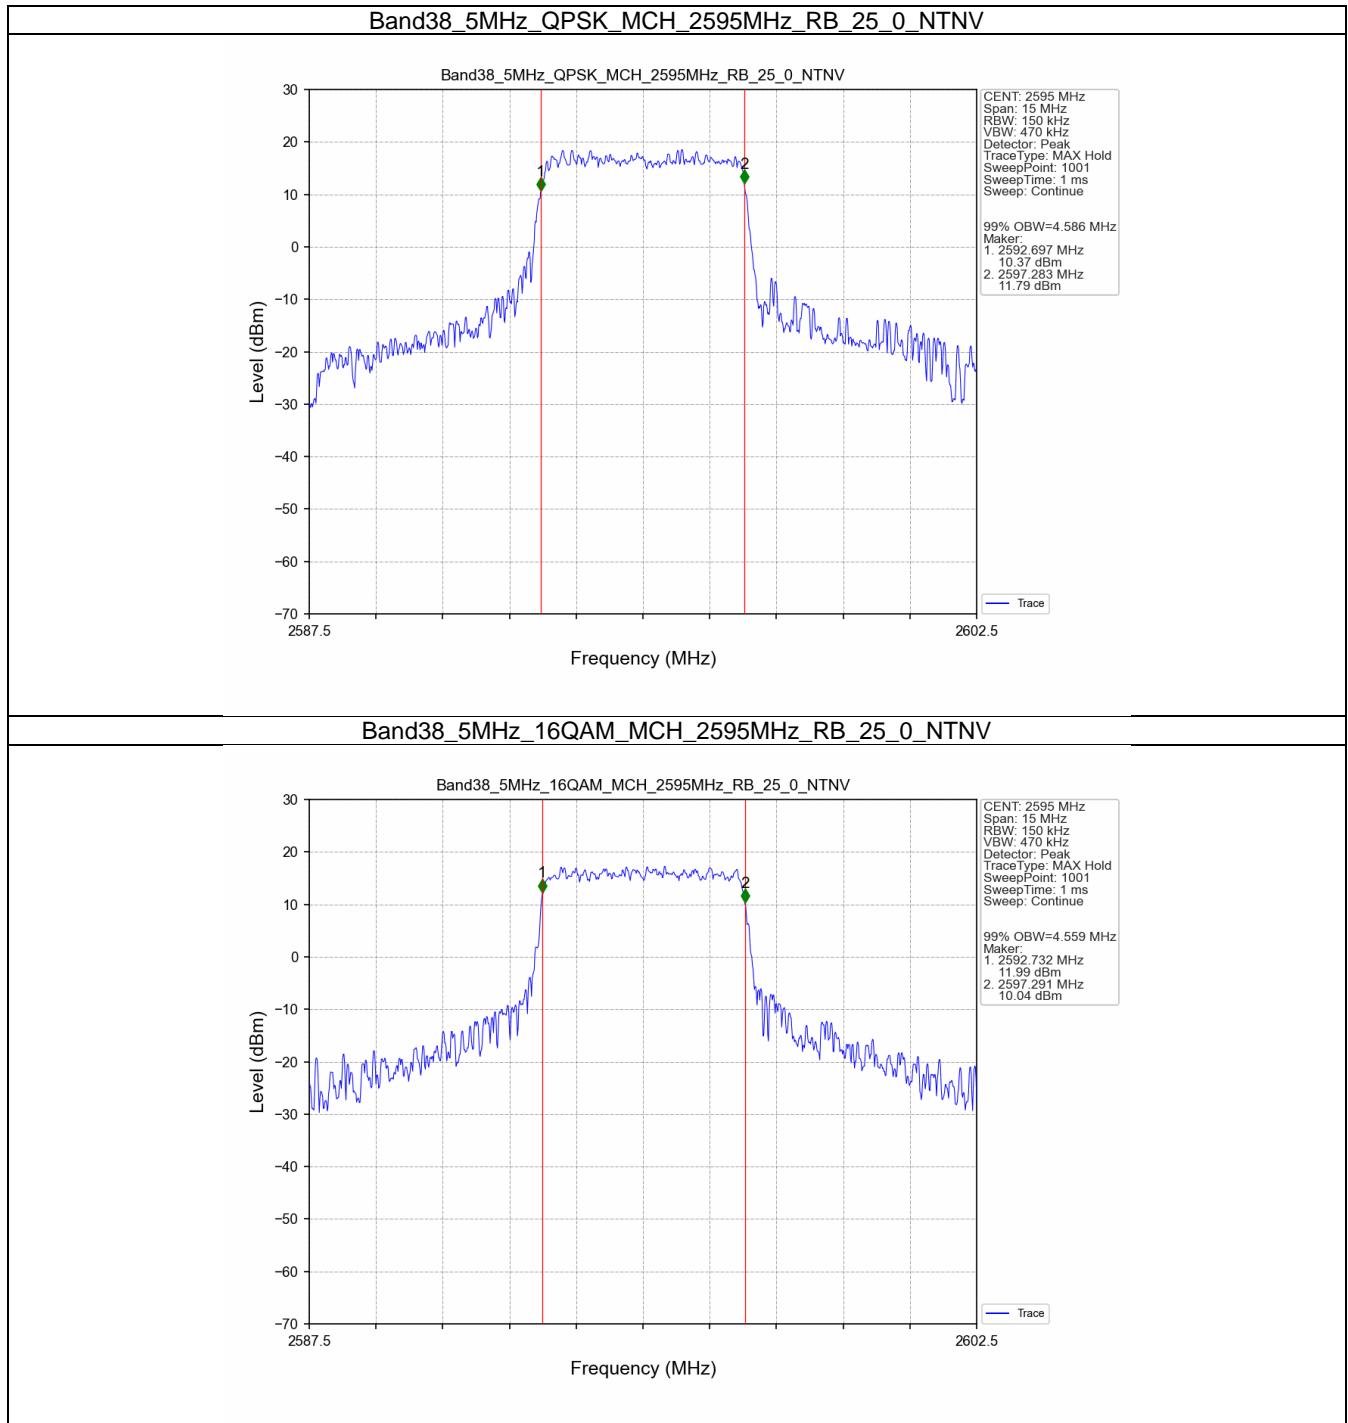 Band38_5MHz_QPSK_MCH_2595MHz_RB_25_0_NTNV
Band38_5MHz_QPSK_MCH_2595MHz_RB_25_0_NTNV
30
20
10
0
−10
−20
−30
−40
−50
−60
−70
Level (dBm)
1
2
2587.5
2602.5
Frequency (MHz)
CENT: 2595 MHz
Span: 15 MHz
RBW: 150 kHz
VBW: 470 kHz
Detector: Peak
TraceType: MAX Hold
SweepPoint: 1001
SweepTime: 1 ms
Sweep: Continue
99% OBW=4.586 MHz
Maker:
1. 2592.697 MHz
10.37 dBm
2. 2597.283 MHz
11.79 dBm
Trace
Band38_5MHz_16QAM_MCH_2595MHz_RB_25_0_NTNV
Band38_5MHz_16QAM_MCH_2595MHz_RB_25_0_NTNV
30
20
10
0
−10
−20
−30
−40
−50
−60
−70
Level (dBm)
1
2
2587.5
2602.5
Frequency (MHz)
CENT: 2595 MHz
Span: 15 MHz
RBW: 150 kHz
VBW: 470 kHz
Detector: Peak
TraceType: MAX Hold
SweepPoint: 1001
SweepTime: 1 ms
Sweep: Continue
99% OBW=4.559 MHz
Maker:
1. 2592.732 MHz
11.99 dBm
2. 2597.291 MHz
10.04 dBm
Trace